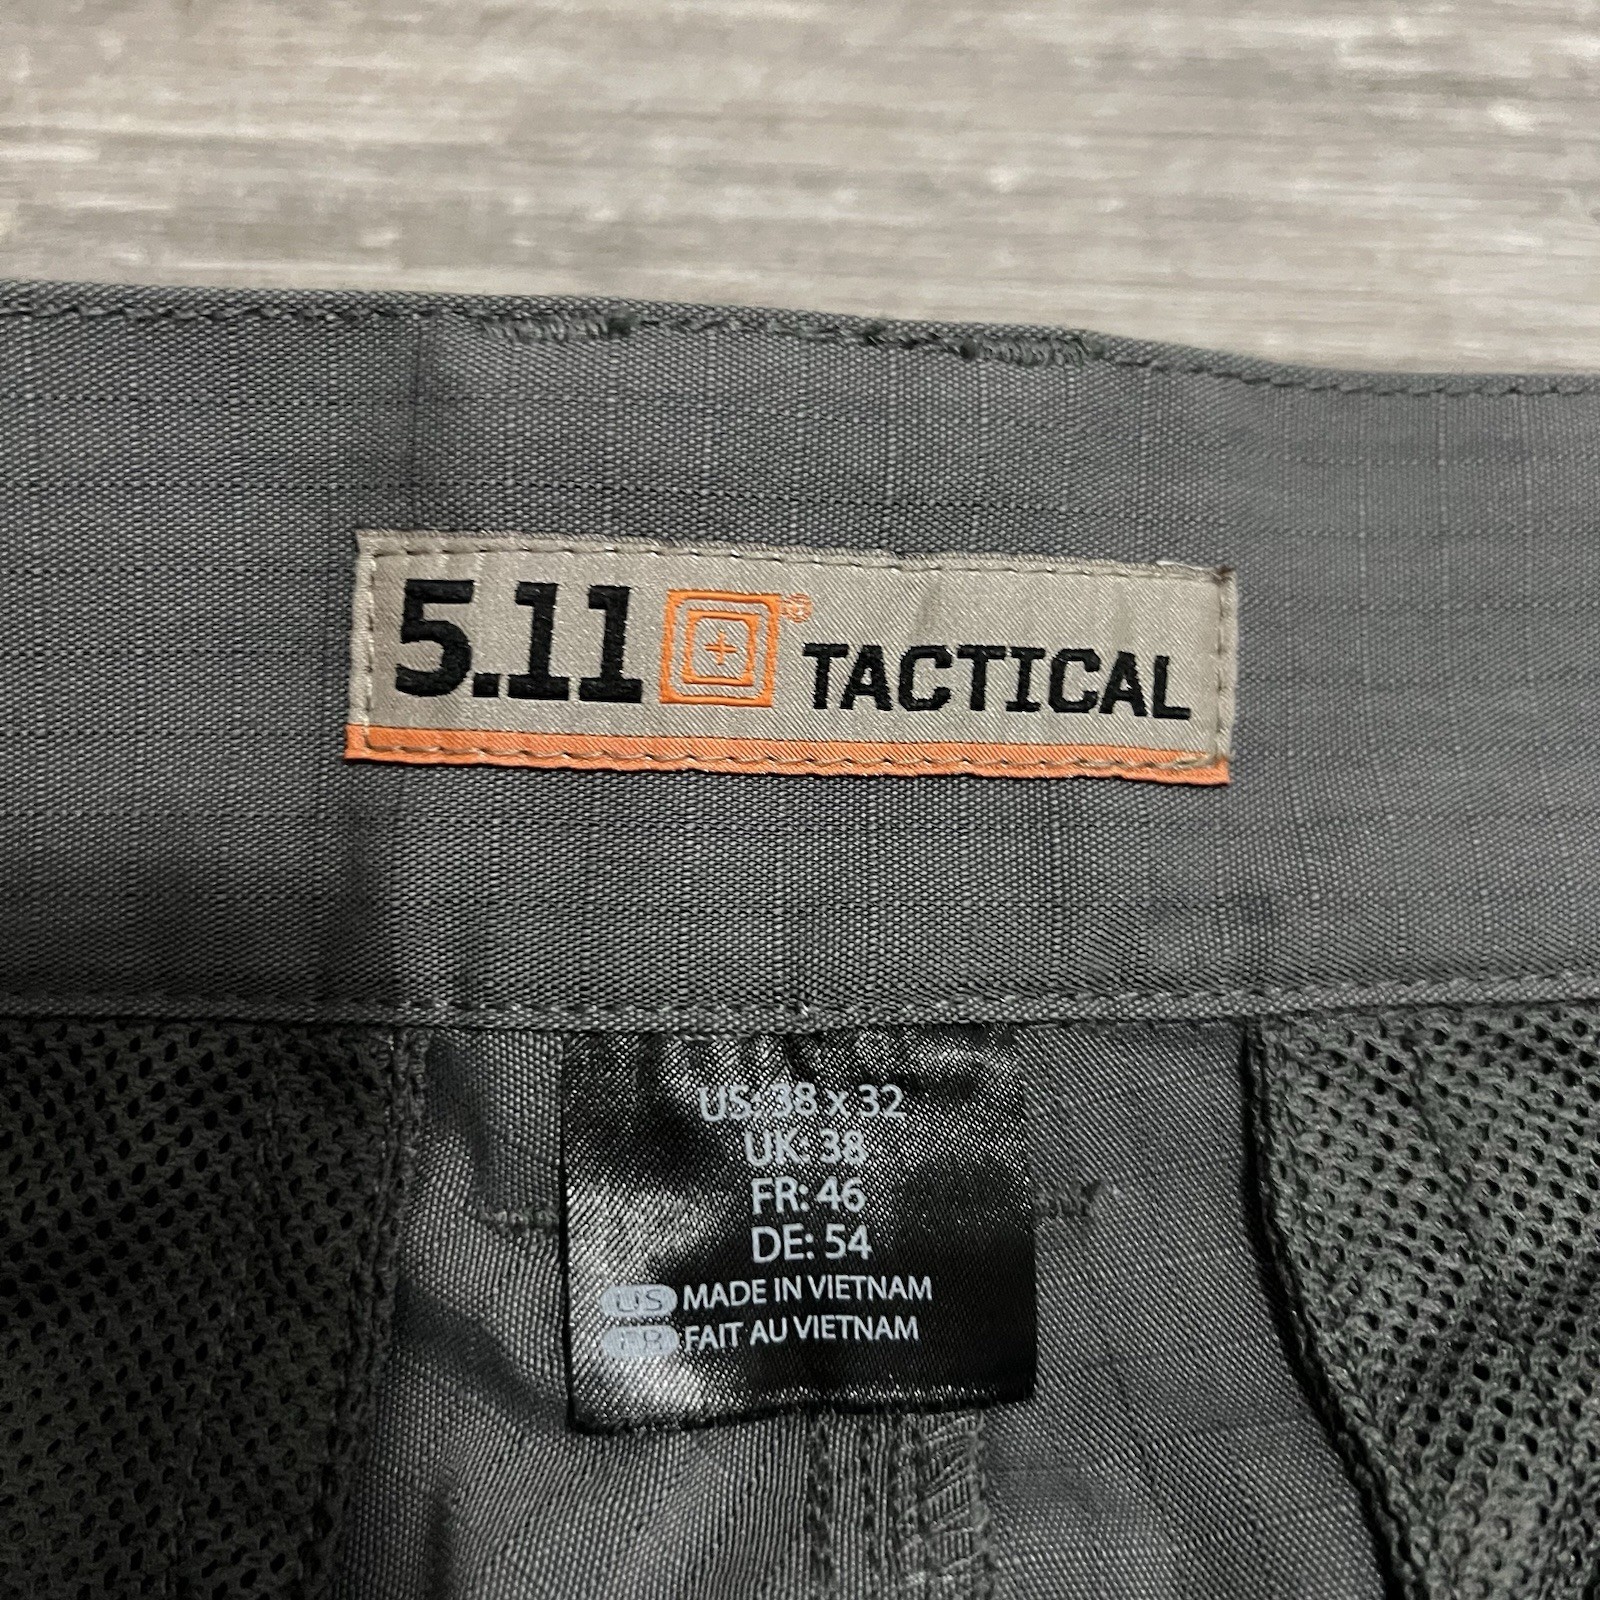 5.11 ® TACTICAL
US: 38 x 32
UK: 38
FR: 46
DE: 54
US MADE IN VIETNAM
FR FAIT AU VIETNAM